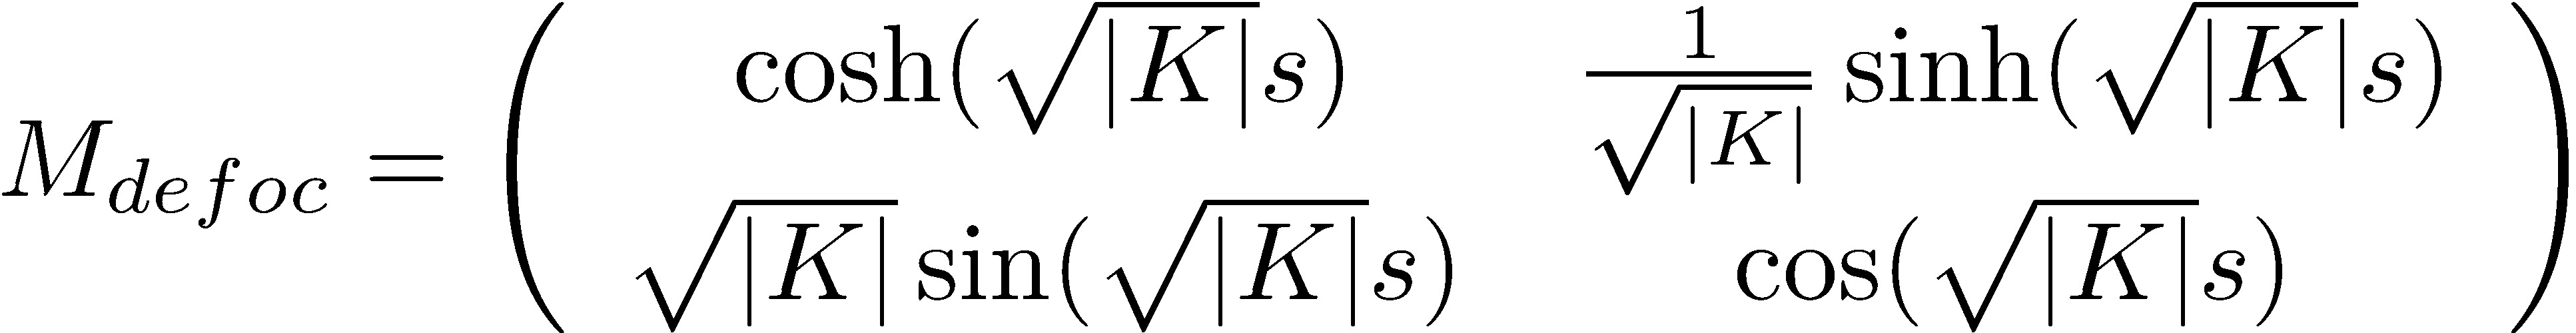 M_{defoc} = \begin{pmatrix} \cosh(\sqrt{|K|}s) & \frac{1}{\sqrt{|K|}} \sinh(\sqrt{|K|}s) \\ \sqrt{|K|} \sin(\sqrt{|K|}s) & \cos(\sqrt{|K|}s) \end{pmatrix}